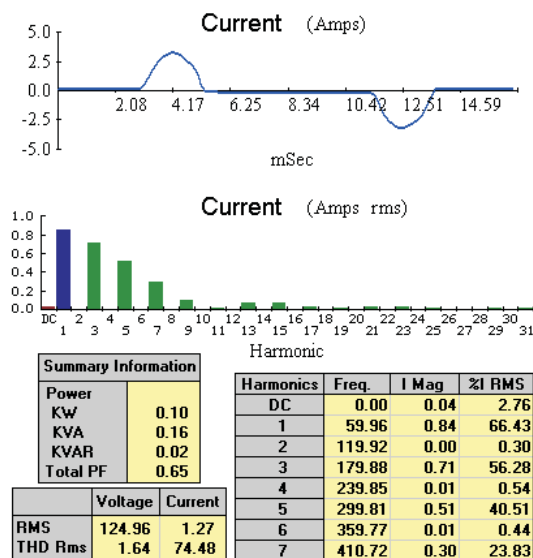 Current (Amps)
5.0
2.5
0.0
-2.5
-5.0
2.08 4.17 6.25 8.34 10.42 12.51 14.59
mSec
Current (Amps rms)
1.0
0.8
0.6
0.4
0.2
0.0
DC 2 4 6 8 10 12 14 16 18 20 22 24 26 28 30
1 3 5 7 9 11 13 15 17 19 21 23 25 27 29 31
Harmonic
Summary Information
Power
KW 0.10
KVA 0.16
KVAR 0.02
Total PF 0.65
Voltage Current
RMS 124.96 1.27
THD Rms 1.64 74.48
Harmonics Freq. I Mag %I RMS
DC 0.00 0.04 2.76
1 59.96 0.84 66.43
2 119.92 0.00 0.30
3 179.88 0.71 56.28
4 239.85 0.01 0.54
5 299.81 0.51 40.51
6 359.77 0.01 0.44
7 410.72 0.30 23.83